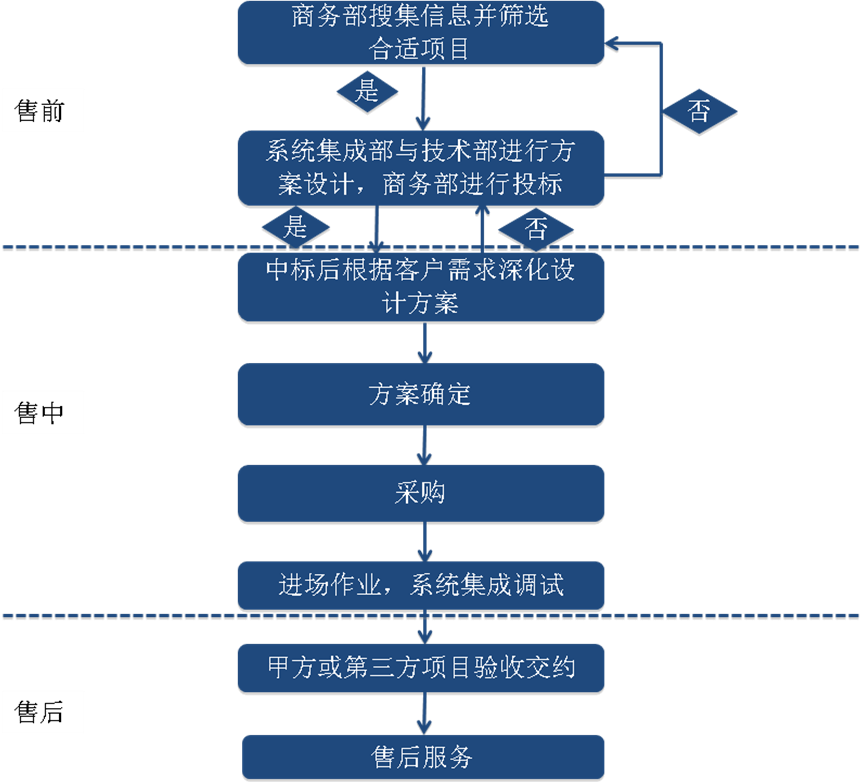 商务部搜集信息并筛选
合适项目
是
售前
否
系统集成部与技术部进行方
案设计，商务部进行投标
是
否
中标后根据客户需求深化设
计方案
方案确定
售中
采购
进场作业，系统集成调试
甲方或第三方项目验收交约
售后
售后服务